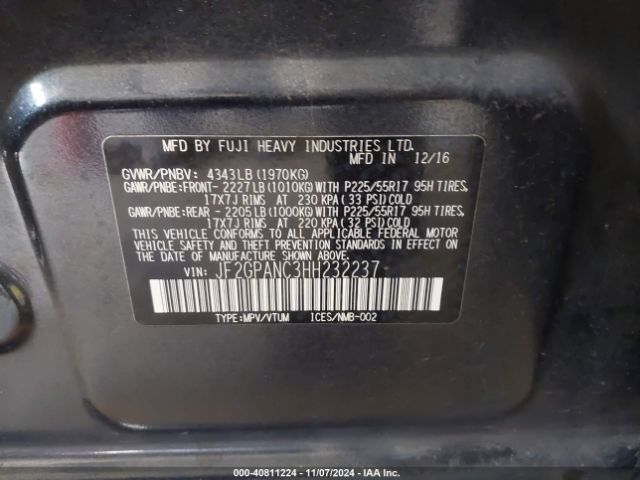 MFD BY FUJI HEAVY INDUSTRIES LTD.
MFD IN 12/16
GVWR/PNBV: 4343LB (1970KG)
GAWR/PNBE:FRONT- 2227LB (1010KG) WITH P225/55R17 95H TIRES,
17X7J RIMS AT 230 KPA (33 PSI) COLD
GAWR/PNBE:REAR - 2205LB (1000KG) WITH P225/55R17 95H TIRES,
17X7J RIMS AT 220 KPA (32 PSI) COLD
THIS VEHICLE CONFORMS TO ALL APPLICABLE FEDERAL MOTOR
VEHICLE SAFETY AND THEFT PREVENTION STANDARDS IN EFFECT ON
THE DATE OF MANUFACTURE SHOWN ABOVE.
VIN: JF2GPANC3HH232237
TYPE:MPV/VTUM ICES/NMB-002
000-40811224 | 11/07/2024 - IAA Inc.